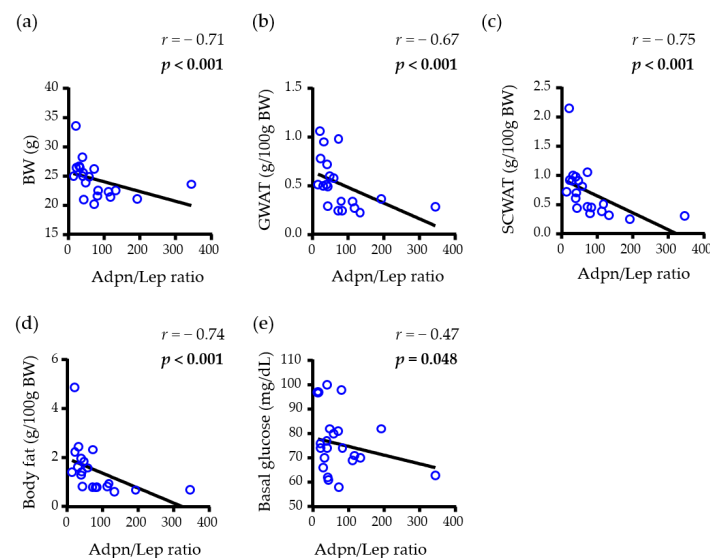 (a)
r = − 0.71
p < 0.001
BW (g)
40
35
30
25
20
15
0
100
200
300
400
Adpn/Lep ratio
(b)
r = − 0.67
p < 0.001
GWAT (g/100g BW)
1.5
1.0
0.5
0.0
0
100
200
300
400
Adpn/Lep ratio
(c)
r = − 0.75
p < 0.001
SCWAT (g/100g BW)
2.5
2.0
1.5
1.0
0.5
0.0
0
100
200
300
400
Adpn/Lep ratio
(d)
r = − 0.74
p < 0.001
Body fat (g/100g BW)
6
4
2
0
0
100
200
300
400
Adpn/Lep ratio
(e)
r = − 0.47
p = 0.048
Basal glucose (mg/dL)
110
100
90
80
70
60
50
0
100
200
300
400
Adpn/Lep ratio